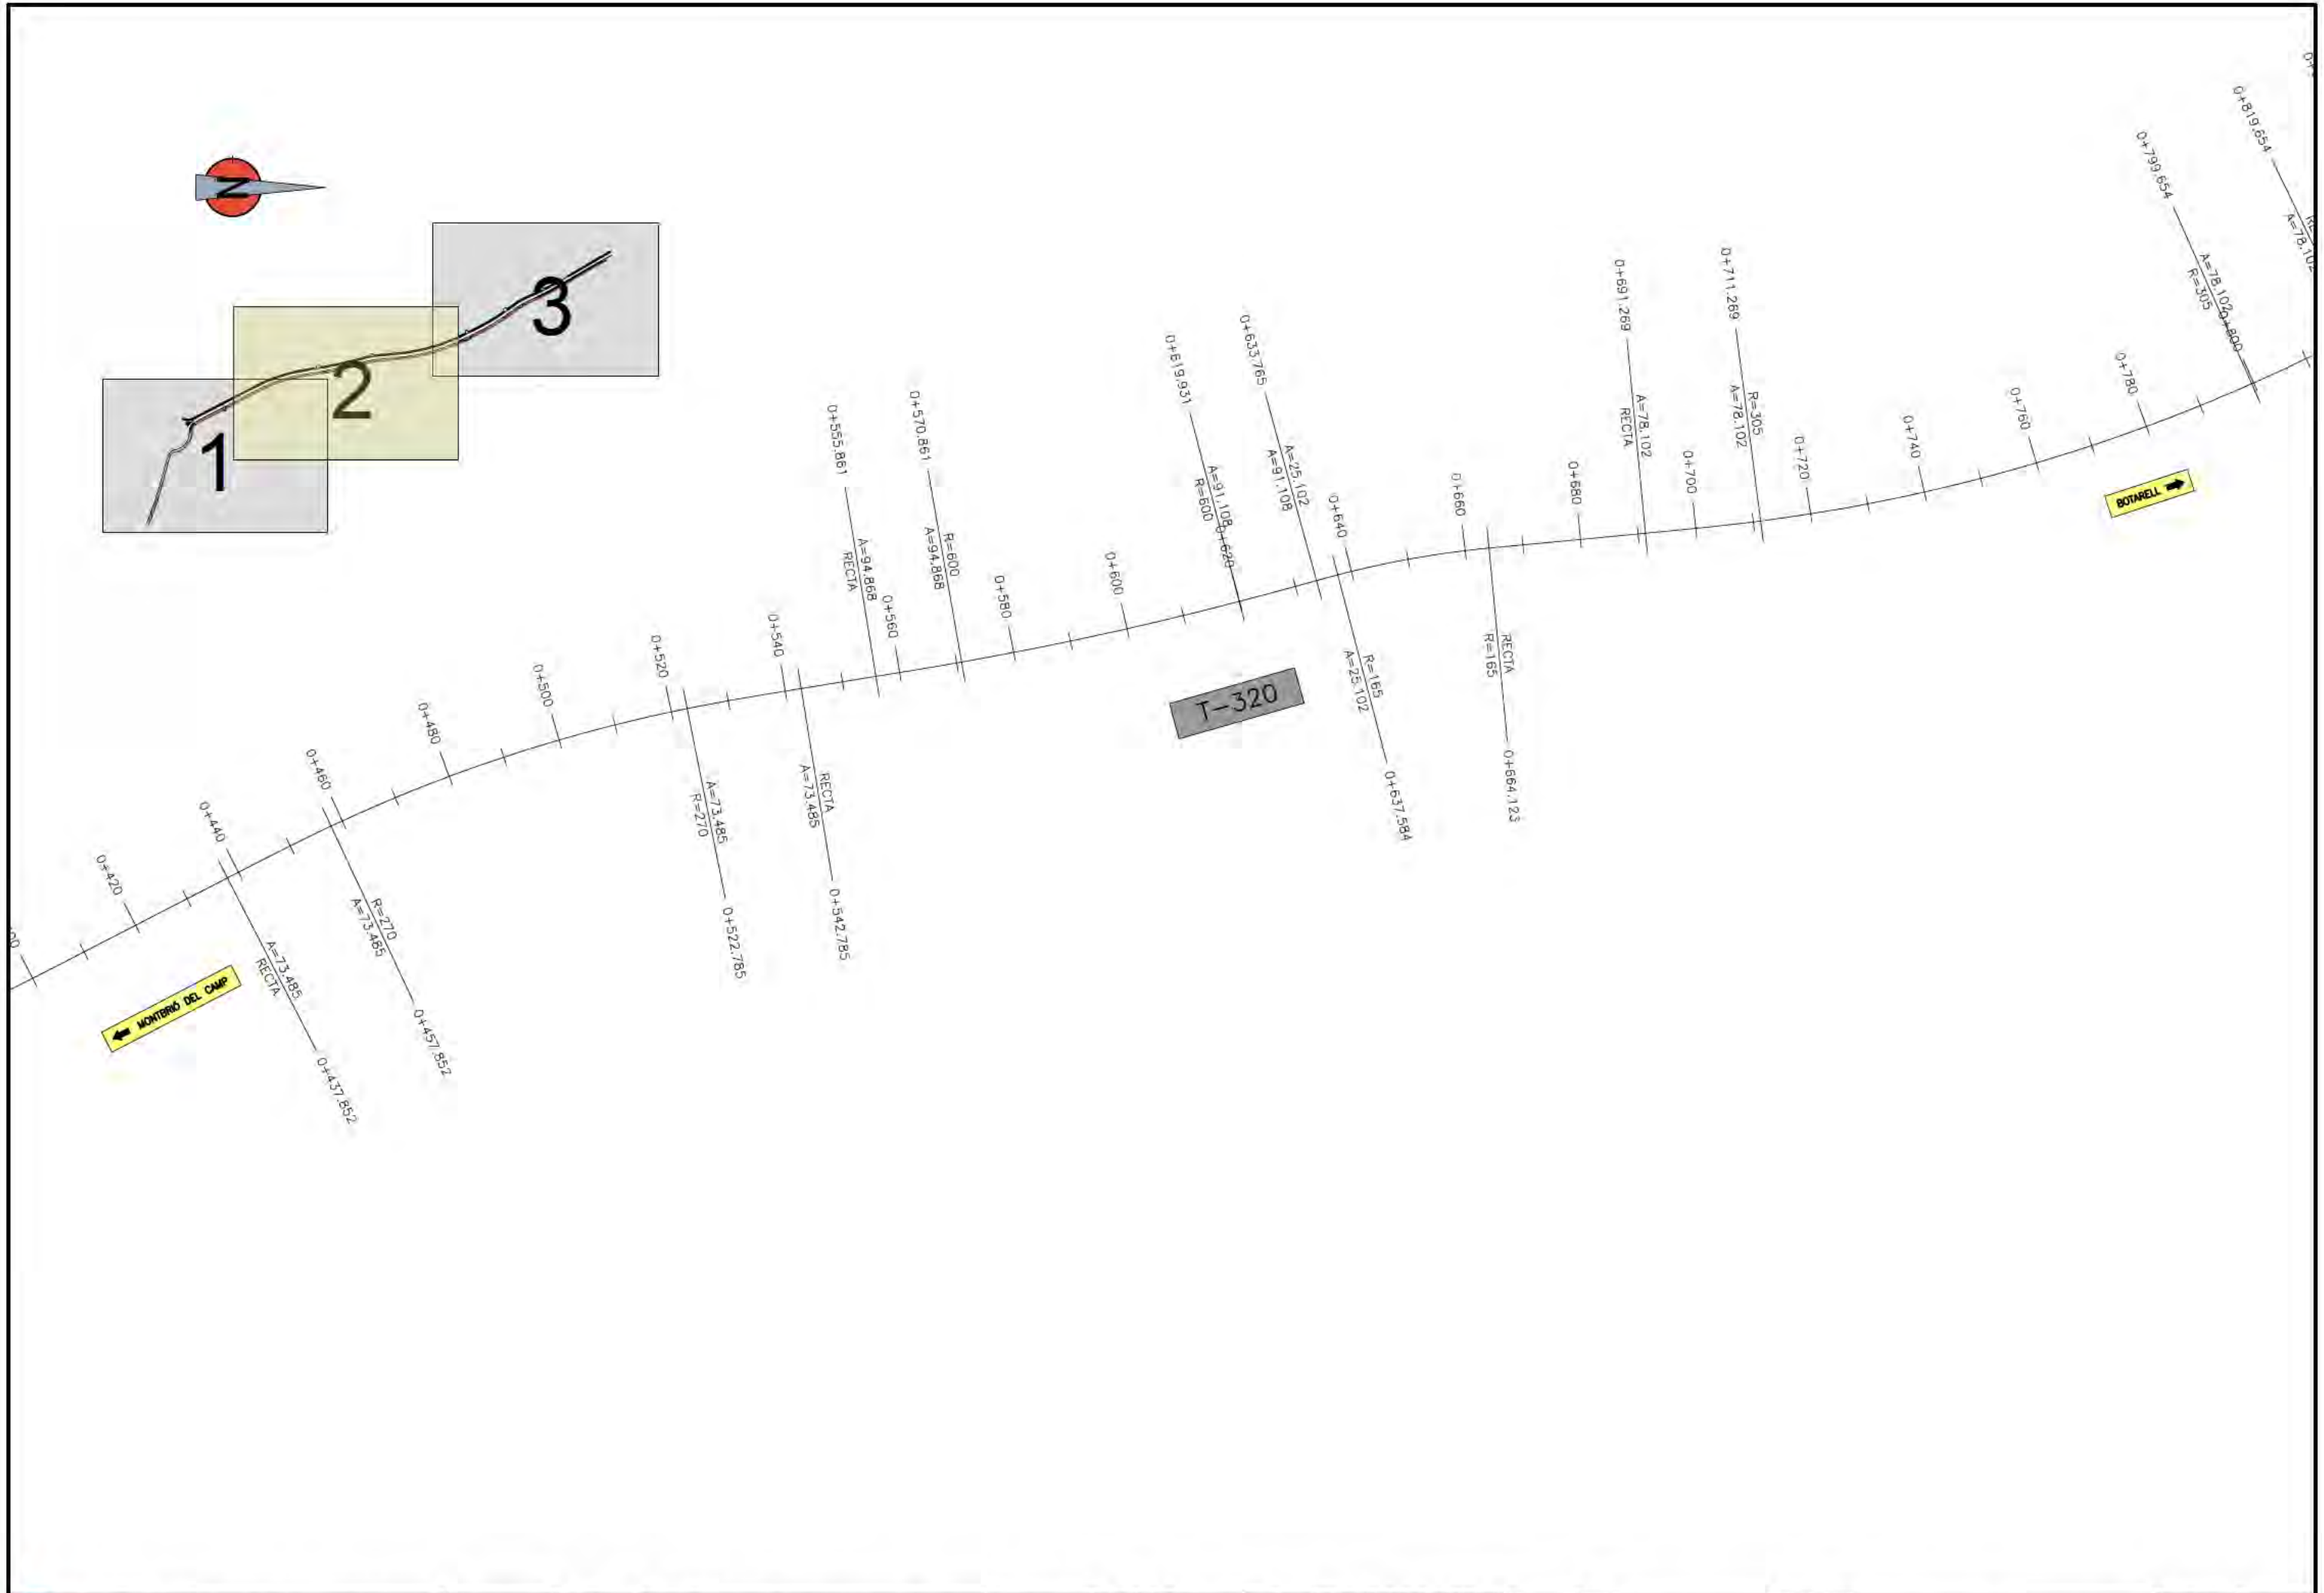 N
1
2
3
0+420
0+440
A=73.485
RECTA
0+437.852
0+460
R=270
A=73.485
0+457.852
0+480
0+500
0+520
A=73.485
R=270
0+522.785
0+540
RECTA
A=73.485
0+542.785
0+555.861
A=94.868
RECTA
0+560
0+570.861
R=600
A=94.868
0+580
0+600
0+619.931
A=91.108
R=600
0+620
0+633.765
A=25.102
A=91.108
0+640
R=165
A=25.102
0+637.584
0+660
RECTA
R=165
0+664.123
0+680
0+691.269
A=78.102
RECTA
0+700
0+711.269
R=305
A=78.102
0+720
0+740
0+760
0+780
0+799.654
A=78.102
R=305
0+800
0+819.654
A=78.102
MONTBRIÓ DEL CAMP
T-320
BOTARELL